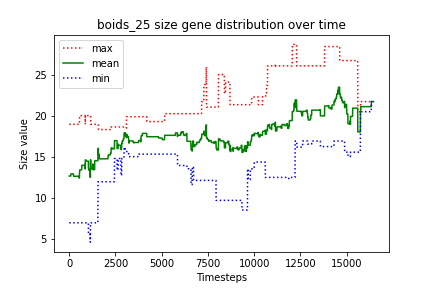 boids_25 size gene distribution over time
max
mean
min
Size value
25
20
15
10
5
0 2500 5000 7500 10000 12500 15000
Timesteps